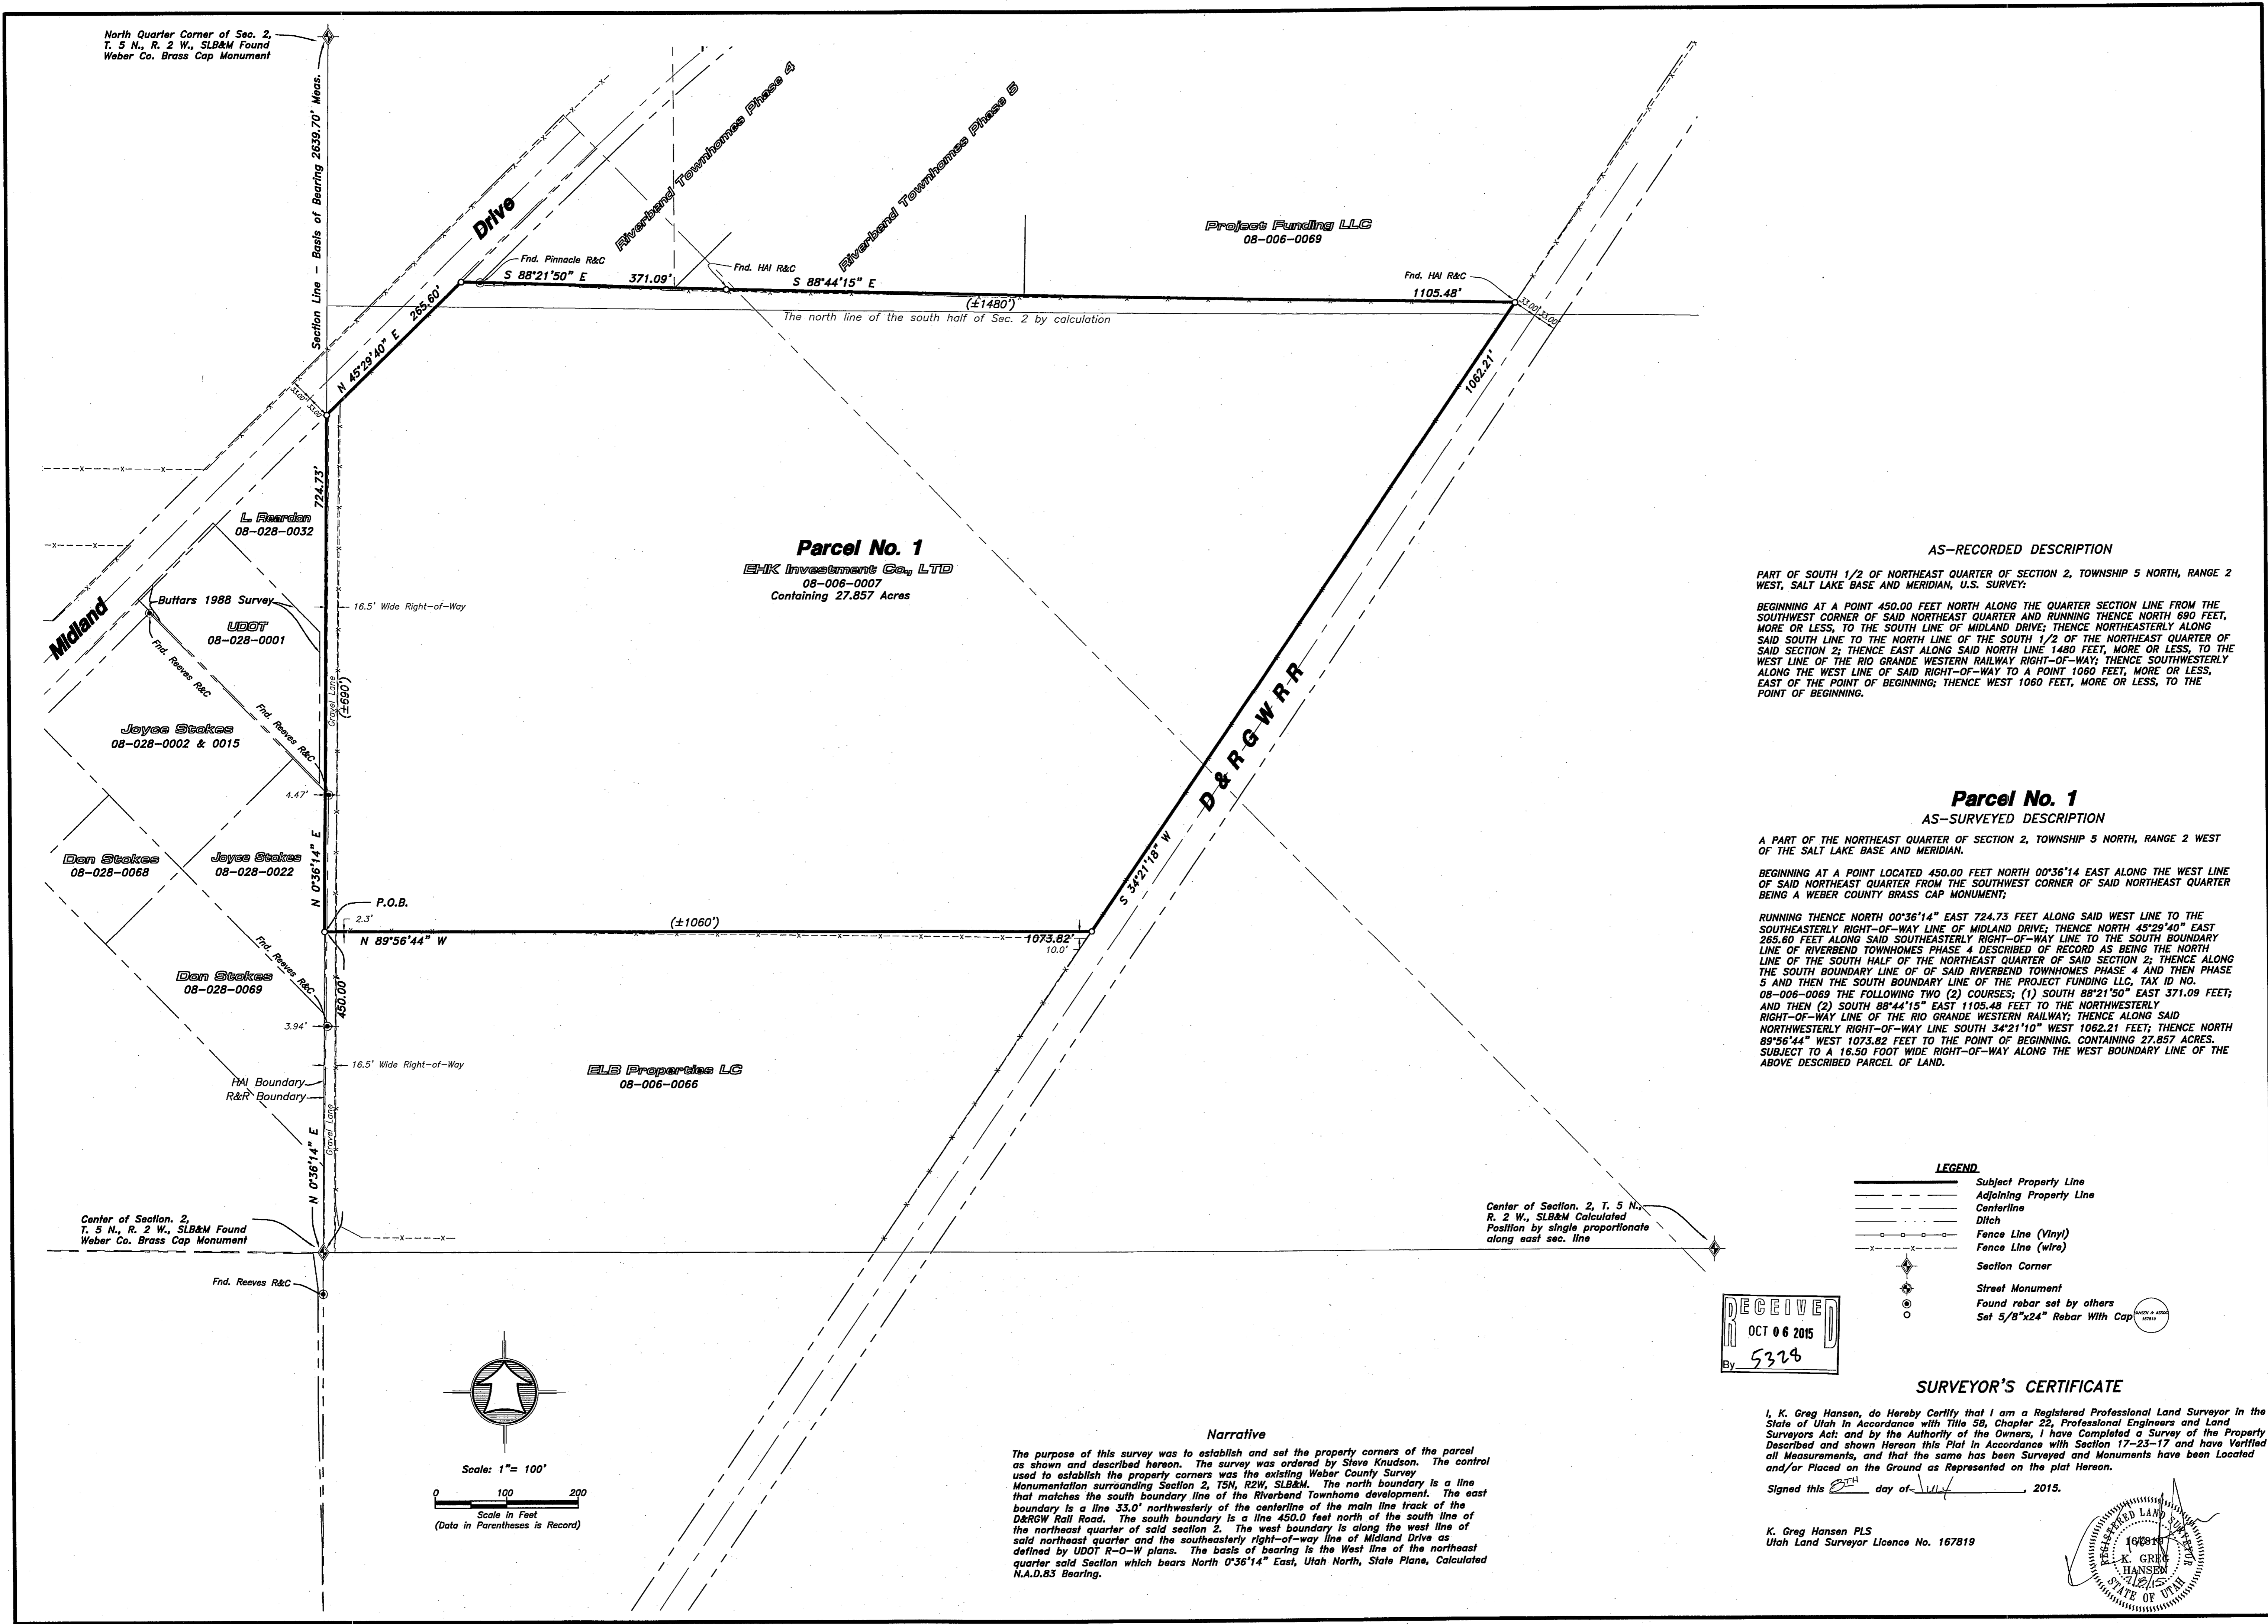 North Quarter Corner of Sec. 2,
T. 5 N., R. 2 W., SLB&M Found
Weber Co. Brass Cap Monument
Section Line - Basis of Bearing 2639.70' Meas.
Midland
Drive
Riverbend Townhomes Phase 4
Riverbend Townhomes Phase 5
Project Funding LLC
08-006-0069
Fnd. Pinnacle R&C
S 88°21'50" E
371.09'
Fnd. HAI R&C
S 88°44'15" E
Fnd. HAI R&C
1105.48'
(±1480')
The north line of the south half of Sec. 2 by calculation
33.00'
33.00'
N 45°29'40" E
265.60'
33.00'
33.00'
1062.21'
724.73'
L. Reardon
08-028-0032
Parcel No. 1
EHK Investment Co., LTD
08-006-0007
Containing 27.857 Acres
Buttars 1988 Survey
16.5' Wide Right-of-Way
UDOT
08-028-0001
Fnd. Reeves R&C
Gravel Lane
(±690')
Fnd. Reeves R&C
Joyce Stokes
08-028-0002 & 0015
4.47'
D & R G W R R
Don Stokes
08-028-0068
Joyce Stokes
08-028-0022
N 0°36'14" E
S 34°21'18" W
P.O.B.
2.3'
(±1060')
N 89°56'44" W
1073.82'
10.0'
Fnd. Reeves R&C
Don Stokes
08-028-0069
450.00'
3.94'
16.5' Wide Right-of-Way
ELB Properties LC
08-006-0066
HAI Boundary
R&R Boundary
Gravel Lane
N 0°36'14" E
Center of Section. 2,
T. 5 N., R. 2 W., SLB&M Found
Weber Co. Brass Cap Monument
Fnd. Reeves R&C
Center of Section. 2, T. 5 N.,
R. 2 W., SLB&M Calculated
Position by single proportionate
along east sec. line
Scale: 1"= 100'
0 100 200
Scale in Feet
(Data in Parentheses is Record)
Narrative
The purpose of this survey was to establish and set the property corners of the parcel
as shown and described hereon. The survey was ordered by Steve Knudson. The control
used to establish the property corners was the existing Weber County Survey
Monumentation surrounding Section 2, T5N, R2W, SLB&M. The north boundary is a line
that matches the south boundary line of the Riverbend Townhome development. The east
boundary is a line 33.0' northwesterly of the centerline of the main line track of the
D&RGW Rail Road. The south boundary is a line 450.0 feet north of the south line of
the northeast quarter of said section 2. The west boundary is along the west line of
said northeast quarter and the southeasterly right-of-way line of Midland Drive as
defined by UDOT R-O-W plans. The basis of bearing is the West line of the northeast
quarter said Section which bears North 0°36'14" East, Utah North, State Plane, Calculated
N.A.D.83 Bearing.
AS-RECORDED DESCRIPTION
PART OF SOUTH 1/2 OF NORTHEAST QUARTER OF SECTION 2, TOWNSHIP 5 NORTH, RANGE 2
WEST, SALT LAKE BASE AND MERIDIAN, U.S. SURVEY:
BEGINNING AT A POINT 450.00 FEET NORTH ALONG THE QUARTER SECTION LINE FROM THE
SOUTHWEST CORNER OF SAID NORTHEAST QUARTER AND RUNNING THENCE NORTH 690 FEET,
MORE OR LESS, TO THE SOUTH LINE OF MIDLAND DRIVE; THENCE NORTHEASTERLY ALONG
SAID SOUTH LINE TO THE NORTH LINE OF THE SOUTH 1/2 OF THE NORTHEAST QUARTER OF
SAID SECTION 2; THENCE EAST ALONG SAID NORTH LINE 1480 FEET, MORE OR LESS, TO THE
WEST LINE OF THE RIO GRANDE WESTERN RAILWAY RIGHT-OF-WAY; THENCE SOUTHWESTERLY
ALONG THE WEST LINE OF SAID RIGHT-OF-WAY TO A POINT 1060 FEET, MORE OR LESS,
EAST OF THE POINT OF BEGINNING; THENCE WEST 1060 FEET, MORE OR LESS, TO THE
POINT OF BEGINNING.
Parcel No. 1
AS-SURVEYED DESCRIPTION
A PART OF THE NORTHEAST QUARTER OF SECTION 2, TOWNSHIP 5 NORTH, RANGE 2 WEST
OF THE SALT LAKE BASE AND MERIDIAN.
BEGINNING AT A POINT LOCATED 450.00 FEET NORTH 00°36'14 EAST ALONG THE WEST LINE
OF SAID NORTHEAST QUARTER FROM THE SOUTHWEST CORNER OF SAID NORTHEAST QUARTER
BEING A WEBER COUNTY BRASS CAP MONUMENT;
RUNNING THENCE NORTH 00°36'14" EAST 724.73 FEET ALONG SAID WEST LINE TO THE
SOUTHEASTERLY RIGHT-OF-WAY LINE OF MIDLAND DRIVE; THENCE NORTH 45°29'40" EAST
265.60 FEET ALONG SAID SOUTHEASTERLY RIGHT-OF-WAY LINE TO THE SOUTH BOUNDARY
LINE OF RIVERBEND TOWNHOMES PHASE 4 DESCRIBED OF RECORD AS BEING THE NORTH
LINE OF THE SOUTH HALF OF THE NORTHEAST QUARTER OF SAID SECTION 2; THENCE ALONG
THE SOUTH BOUNDARY LINE OF OF SAID RIVERBEND TOWNHOMES PHASE 4 AND THEN PHASE
5 AND THEN THE SOUTH BOUNDARY LINE OF THE PROJECT FUNDING LLC, TAX ID NO.
08-006-0069 THE FOLLOWING TWO (2) COURSES; (1) SOUTH 88°21'50" EAST 371.09 FEET;
AND THEN (2) SOUTH 88°44'15" EAST 1105.48 FEET TO THE NORTHWESTERLY
RIGHT-OF-WAY LINE OF THE RIO GRANDE WESTERN RAILWAY; THENCE ALONG SAID
NORTHWESTERLY RIGHT-OF-WAY LINE SOUTH 34°21'10" WEST 1062.21 FEET; THENCE NORTH
89°56'44" WEST 1073.82 FEET TO THE POINT OF BEGINNING. CONTAINING 27.857 ACRES.
SUBJECT TO A 16.50 FOOT WIDE RIGHT-OF-WAY ALONG THE WEST BOUNDARY LINE OF THE
ABOVE DESCRIBED PARCEL OF LAND.
LEGEND
Subject Property Line
Adjoining Property Line
Centerline
Ditch
Fence Line (Vinyl)
Fence Line (wire)
Section Corner
Street Monument
Found rebar set by others
Set 5/8"x24" Rebar With Cap
HANSEN & ASSOC
167819
RECEIVED
OCT 06 2015
By 5328
SURVEYOR'S CERTIFICATE
I, K. Greg Hansen, do Hereby Certify that I am a Registered Professional Land Surveyor in the
State of Utah in Accordance with Title 58, Chapter 22, Professional Engineers and Land
Surveyors Act: and by the Authority of the Owners, I have Completed a Survey of the Property
Described and shown Hereon this Plat in Accordance with Section 17-23-17 and have Verified
all Measurements, and that the same has been Surveyed and Monuments have been Located
and/or Placed on the Ground as Represented on the plat Hereon.
Signed this 8TH day of July, 2015.
K. Greg Hansen PLS
Utah Land Surveyor Licence No. 167819
REGISTERED LAND SURVEYOR
167819
K. GREG
HANSEN
7/8/15
STATE OF UTAH